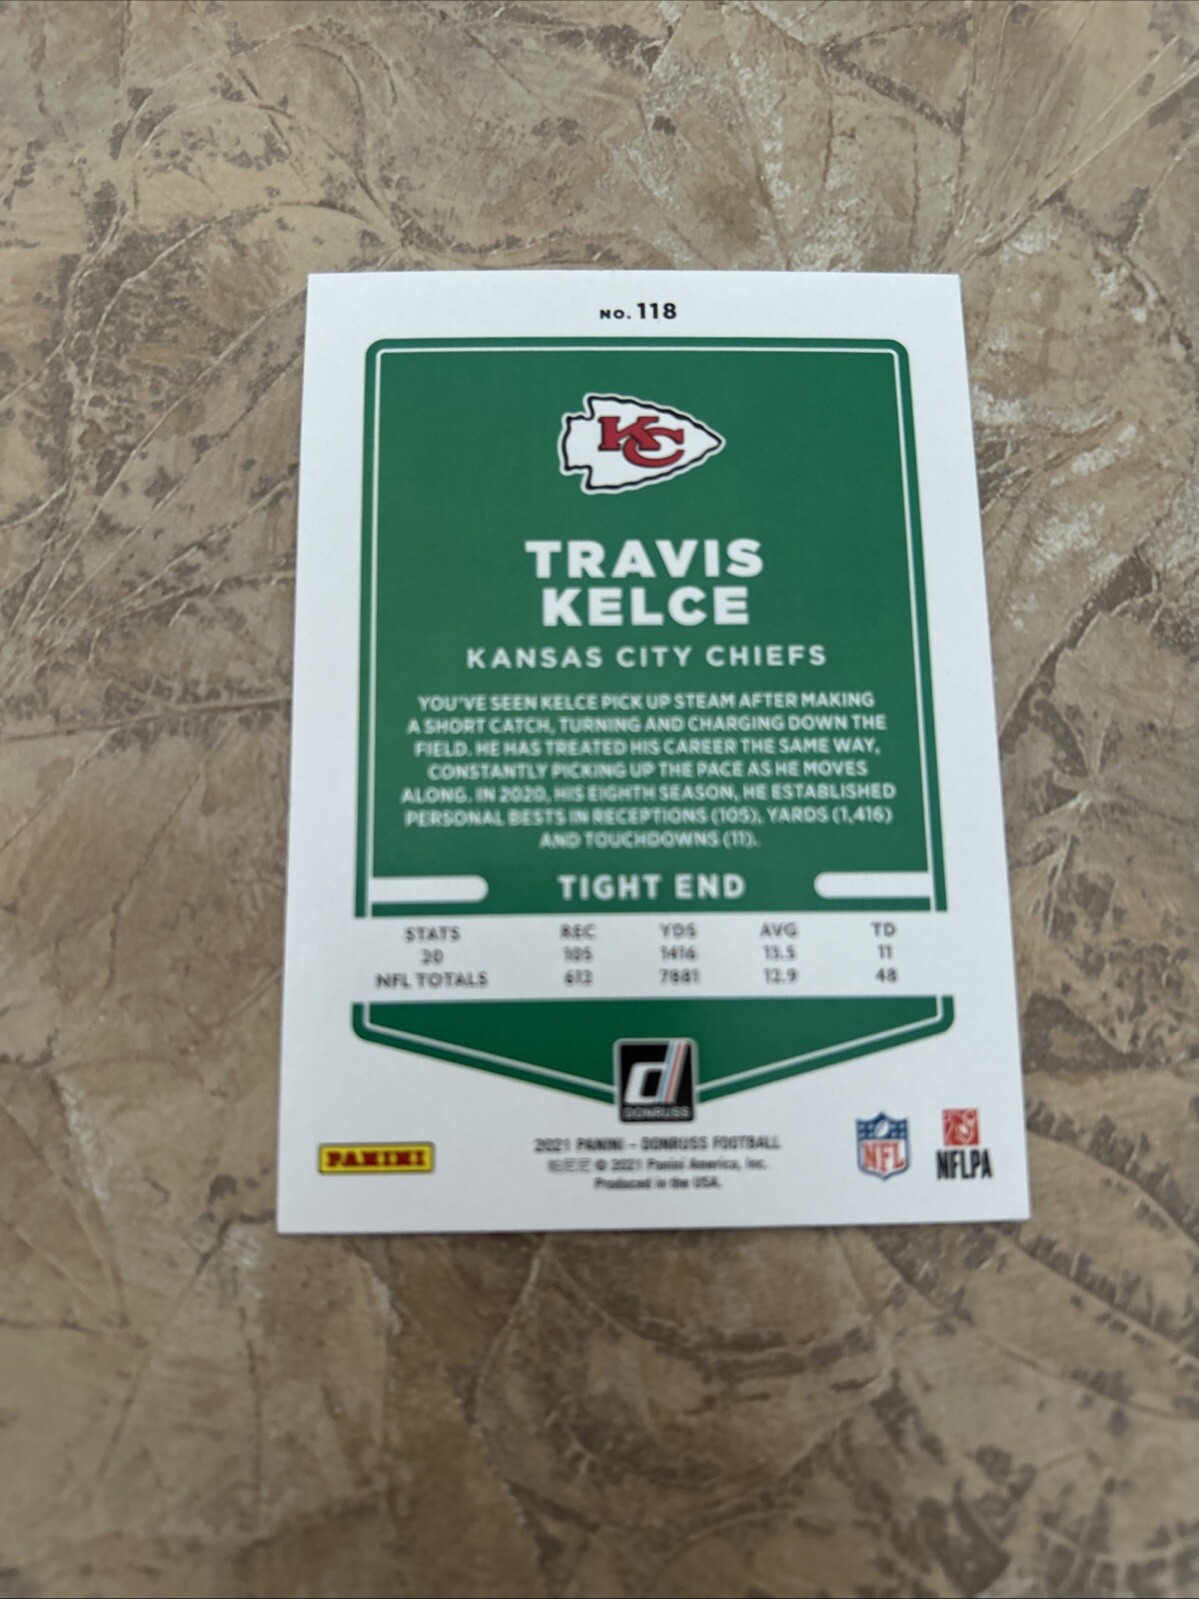 NO. 118
KC
TRAVIS
KELCE
KANSAS CITY CHIEFS
YOU'VE SEEN KELCE PICK UP STEAM AFTER MAKING
A SHORT CATCH, TURNING AND CHARGING DOWN THE
FIELD. HE HAS TREATED HIS CAREER THE SAME WAY,
CONSTANTLY PICKING UP THE PACE AS HE MOVES
ALONG. IN 2020, HIS EIGHTH SEASON, HE ESTABLISHED
PERSONAL BESTS IN RECEPTIONS (105), YARDS (1,416)
AND TOUCHDOWNS (11).
TIGHT END
STATS REC YDS AVG TD
20 105 1416 13.5 11
NFL TOTALS 612 7881 12.9 48
d
DONRUSS
PANINI
2021 PANINI - DONRUSS FOOTBALL
© 2021 Panini America, Inc.
Produced in the USA.
NFL
NFLPA